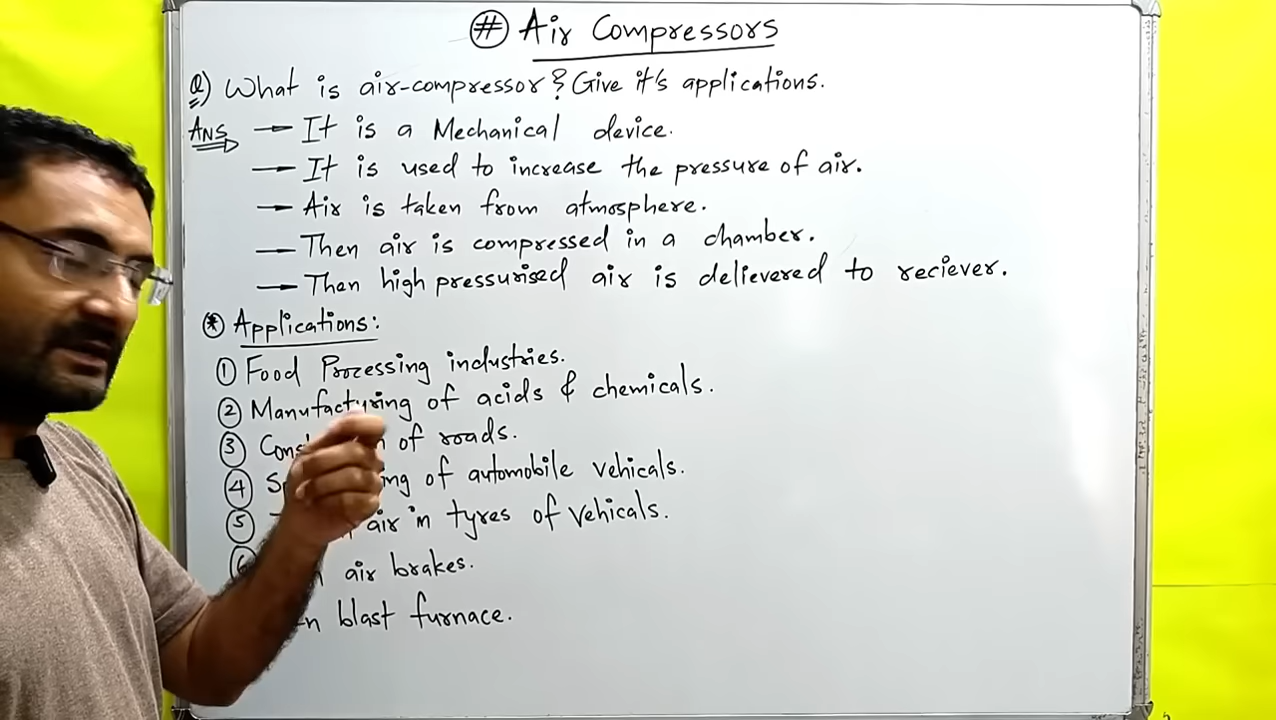 # Air Compressors
Q) What is air-compressor? Give it's applications.
Ans → It is a Mechanical device.
→ It is used to increase the pressure of air.
→ Air is taken from atmosphere.
→ Then air is compressed in a chamber.
→ Then high pressurised air is delievered to reciever.
* Applications:
① Food Processing industries.
② Manufacturing of acids & chemicals.
③ of roads.
④ of automobile vehicals.
⑤ air in tyres of vehicals.
⑥ air brakes.
blast furnace.